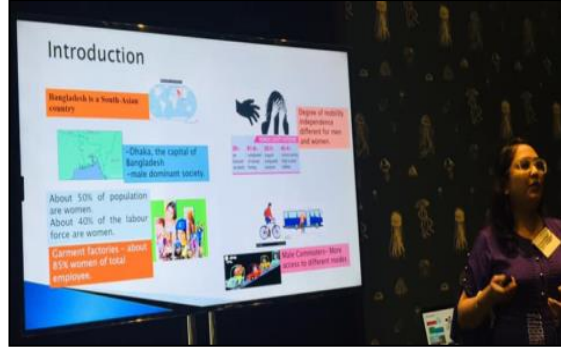 Introduction
Bangladesh is a South Asian
country
-Dhaka, the capital of
Bangladesh
-male dominant society.
About 50% of population
are women.
About 40% of the labour
force are women.
Garment factories – about
85% women of total
employee.
Degree of mobility
independence
different for men
and women.
Male Commuters- More
access to different modes